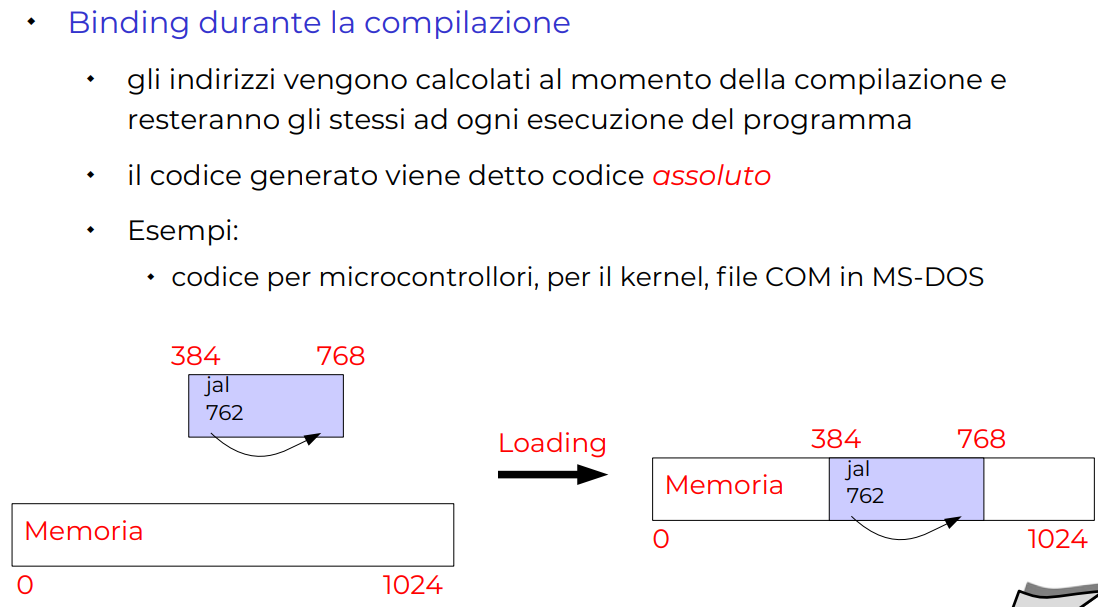 Binding durante la compilazione
gli indirizzi vengono calcolati al momento della compilazione e
resteranno gli stessi ad ogni esecuzione del programma
il codice generato viene detto codice assoluto
Esempi:
codice per microcontrollori, per il kernel, file COM in MS-DOS
384 768
jal
762
Memoria
0 1024
Loading
384 768
Memoria
jal
762
0 1024